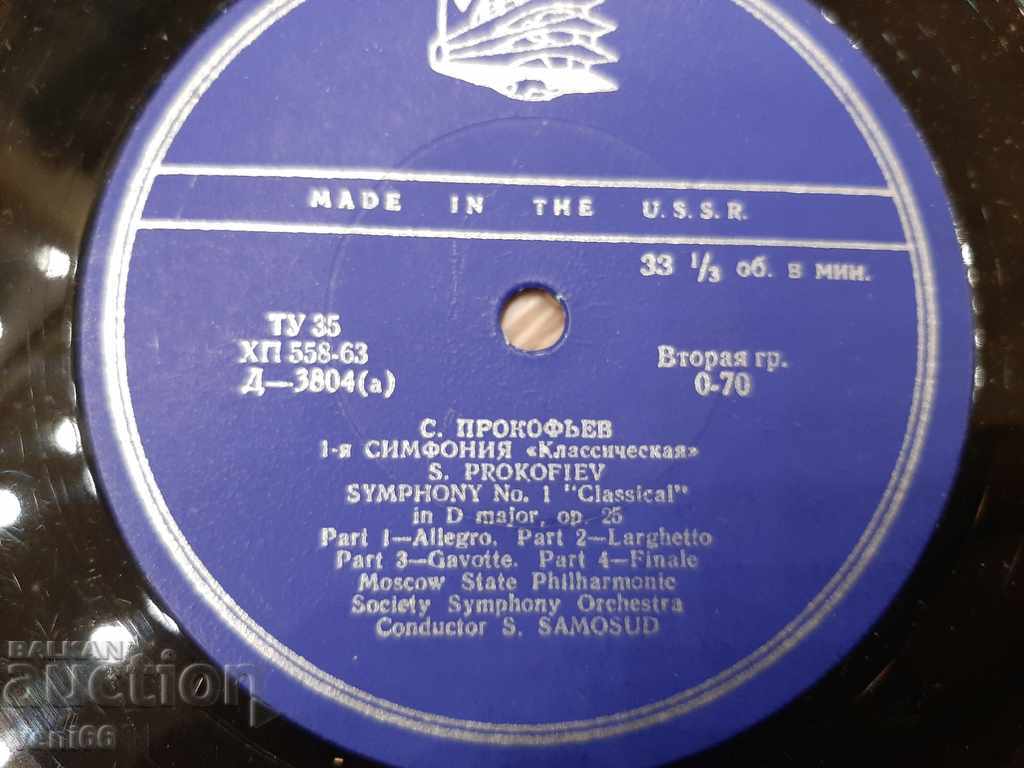 MADE IN THE U.S.S.R.
33 1/3 об. в мин.
ТУ 35
ХП 558-63
Д—3804(а)
Вторая гр.
0-70
С. ПРОКОФЬЕВ
1-я СИМФОНИЯ «Классическая»
S. PROKOFIEV
SYMPHONY No. 1 "Classical"
in D major, op. 25
Part 1—Allegro. Part 2—Larghetto
Part 3—Gavotte. Part 4—Finale
Moscow State Philharmonic
Society Symphony Orchestra
Conductor S. SAMOSUD
BALKAN
auction
yeni66